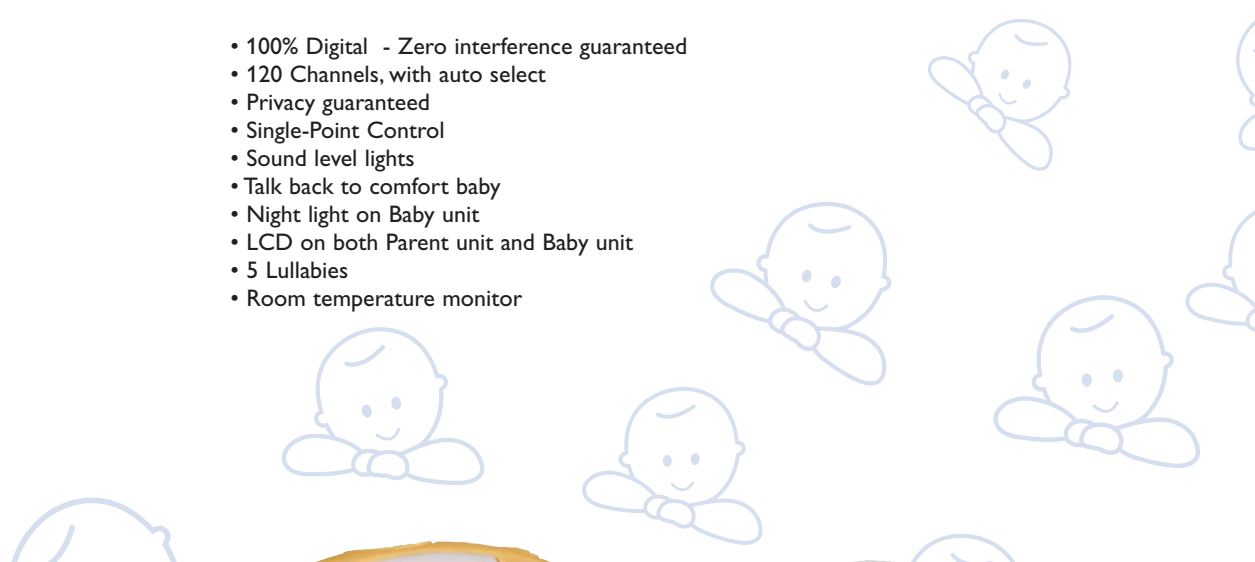 • 100% Digital  - Zero interference guaranteed
• 120 Channels, with auto select
• Privacy guaranteed
• Single-Point Control
• Sound level lights
• Talk back to comfort baby
• Night light on Baby unit
• LCD on both Parent unit and Baby unit
• 5 Lullabies
• Room temperature monitor